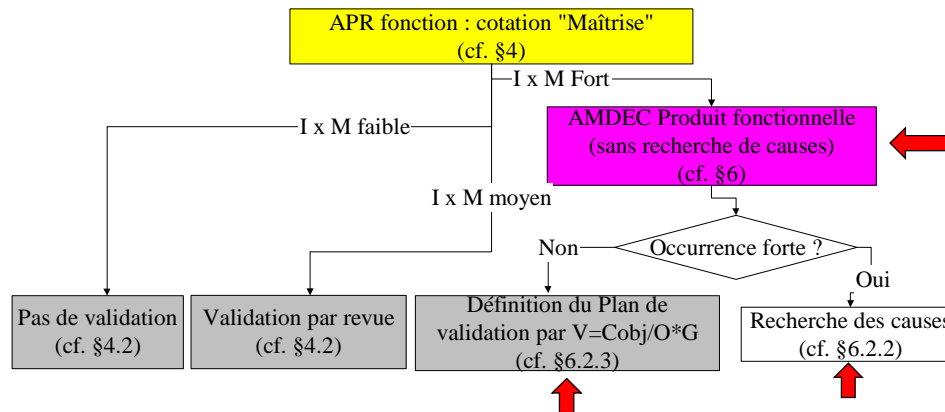 APR fonction : cotation "Maîtrise"
(cf. §4)
I x M Fort
I x M faible
AMDEC Produit fonctionnelle
(sans recherche de causes)
(cf. §6)
I x M moyen
Non
Occurrence forte ?
Oui
Pas de validation
(cf. §4.2)
Validation par revue
(cf. §4.2)
Définition du Plan de
validation par V=Cobj/O*G
(cf. §6.2.3)
Recherche des causes
(cf. §6.2.2)